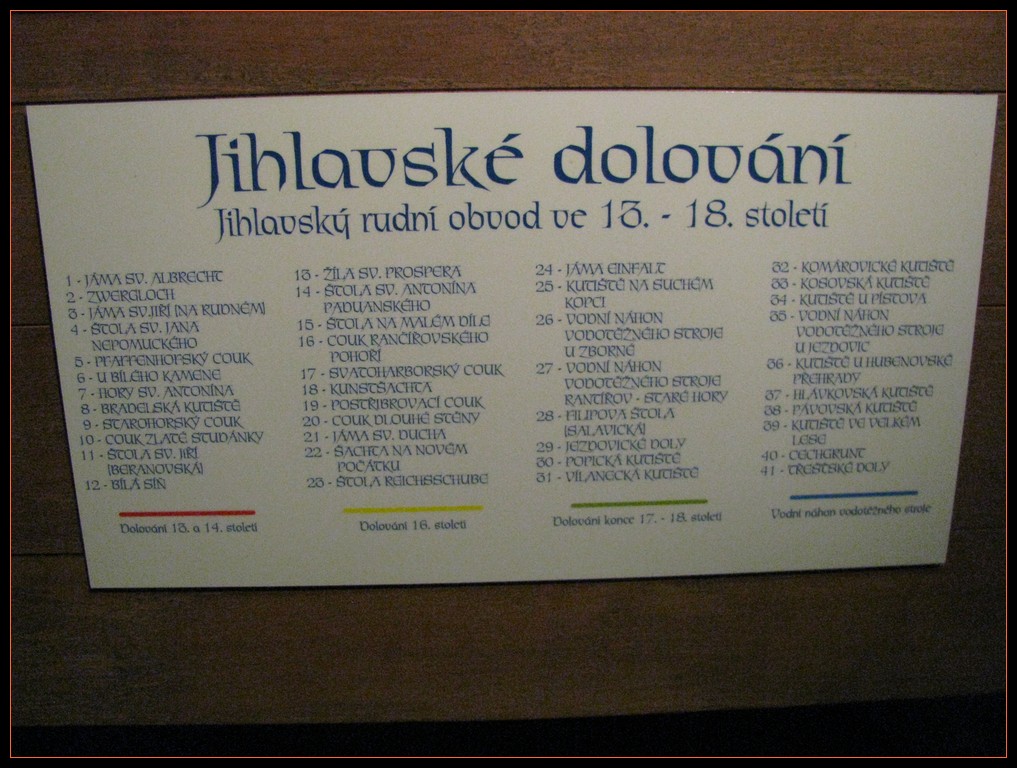 Jihlavské dolování
Jihlavský rudní obvod ve 13. - 18. století
1 - JÁMA SV. ALBRECHT
2 - ZWERGLOCH
3 - JÁMA SV.JIŘÍ (NA RUDNÉM)
4 - ŠTOLA SV. JANA
NEPOMUCKÉHO
5 - PFAFFENHOFSKÝ COUK
6 - U BÍLÉHO KAMENE
7 - HORY SV. ANTONÍNA
8 - BRADELSKÁ KUTIŠTĚ
9 - STAROHORSKÝ COUK
10 - COUK ZLATÉ STUDÁNKY
11 - ŠTOLA SV. JIŘÍ
(BERANOVSKÁ)
12 - BÍLÁ SÍŇ
Dolování 13. a 14. století
13 - ŽÍLA SV. PROSPERA
14 - ŠTOLA SV. ANTONÍNA
PADUANSKÉHO
15 - ŠTOLA NA MALÉM DÍLE
16 - COUK RANČÍŘOVSKÉHO
POHOŘÍ
17 - SVATOHARBORSKÝ COUK
18 - KUNSTŠACHTA
19 - POSTŘIBROVACÍ COUK
20 - COUK DLOUHÉ STĚNY
21 - JÁMA SV. DUCHA
22 - ŠACHTA NA NOVÉM
POČÁTKU
23 - ŠTOLA REICHSSCHUBE
Dolování 16. století
24 - JÁMA EINFALT
25 - KUTIŠTĚ NA SUCHÉM
KOPCI
26 - VODNÍ NÁHON
VODOTĚŽNÉHO STROJE
U ZBORNÉ
27 - VODNÍ NÁHON
VODOTĚŽNÉHO STROJE
RANTÍŘOV - STARÉ HORY
28 - FILIPOVA ŠTOLA
(SALAVICKÁ)
29 - JEZDOVICKÉ DOLY
30 - POPICKÁ KUTIŠTĚ
31 - VÍLANECKÁ KUTIŠTĚ
Dolování konce 17. - 18. století
32 - KOMÁROVICKÉ KUTIŠTĚ
33 - KOSOVSKÁ KUTIŠTĚ
34 - KUTIŠTĚ U PÍSTOVA
35 - VODNÍ NÁHON
VODOTĚŽNÉHO STROJE
U JEZDOVIC
36 - KUTIŠTĚ U HUBENOVSKÉ
PŘEHRADY
37 - HLÁVKOVSKÁ KUTIŠTĚ
38 - PÁVOVSKÁ KUTIŠTĚ
39 - KUTIŠTĚ VE VELKÉM
LESE
40 - CECHGRUNT
41 - TŘEŠŤSKÉ DOLY
Vodní náhon vodotěžného stroje